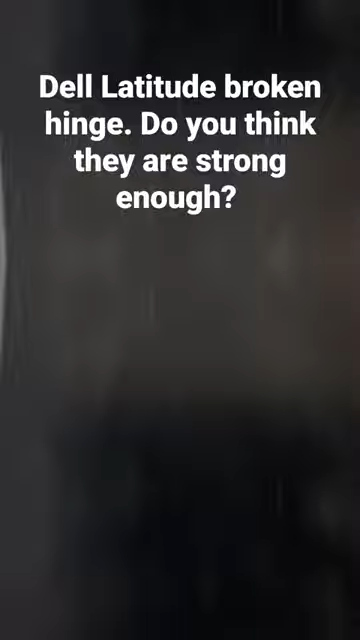 Dell Latitude broken
hinge. Do you think
they are strong
enough?